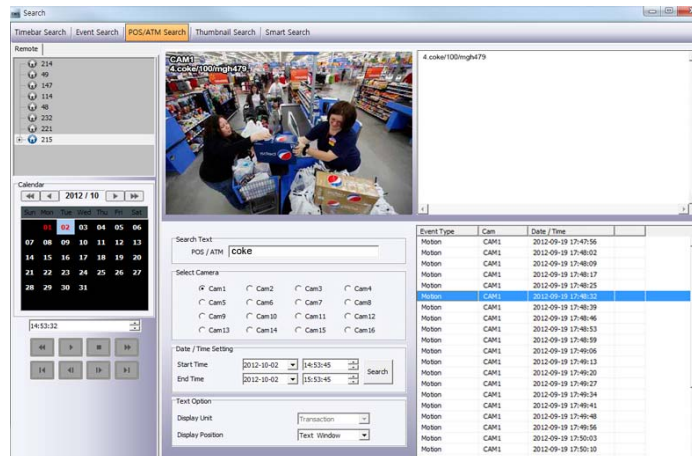 Search
Timebar Search | Event Search | POS/ATM Search | Thumbnail Search | Smart Search
Remote
214
49
147
114
48
232
221
215
CAM1
4.coke/100/mgh479
4.coke/100/mgh479
pepsi
Calendar
2012 / 10
Sun Mon Tue Wed Thu Fri Sat
01 02 03 04 05 06
07 08 09 10 11 12 13
14 15 16 17 18 19 20
21 22 23 24 25 26 27
28 29 30 31
14:53:32
Search Text
POS / ATM coke
Select Camera
Cam1 Cam2 Cam3 Cam4
Cam5 Cam6 Cam7 Cam8
Cam9 Cam10 Cam11 Cam12
Cam13 Cam14 Cam15 Cam16
Date / Time Setting
Start Time 2012-10-02 14:53:45
End Time 2012-10-02 15:53:45
Search
Text Option
Display Unit Transaction
Display Position Text Window
Event Type Cam Date / Time
Motion CAM1 2012-09-19 17:47:56
Motion CAM1 2012-09-19 17:48:02
Motion CAM1 2012-09-19 17:48:09
Motion CAM1 2012-09-19 17:48:17
Motion CAM1 2012-09-19 17:48:25
Motion CAM1 2012-09-19 17:48:32
Motion CAM1 2012-09-19 17:48:39
Motion CAM1 2012-09-19 17:48:46
Motion CAM1 2012-09-19 17:48:53
Motion CAM1 2012-09-19 17:48:59
Motion CAM1 2012-09-19 17:49:06
Motion CAM1 2012-09-19 17:49:13
Motion CAM1 2012-09-19 17:49:20
Motion CAM1 2012-09-19 17:49:27
Motion CAM1 2012-09-19 17:49:34
Motion CAM1 2012-09-19 17:49:41
Motion CAM1 2012-09-19 17:49:48
Motion CAM1 2012-09-19 17:49:56
Motion CAM1 2012-09-19 17:50:03
Motion CAM1 2012-09-19 17:50:10